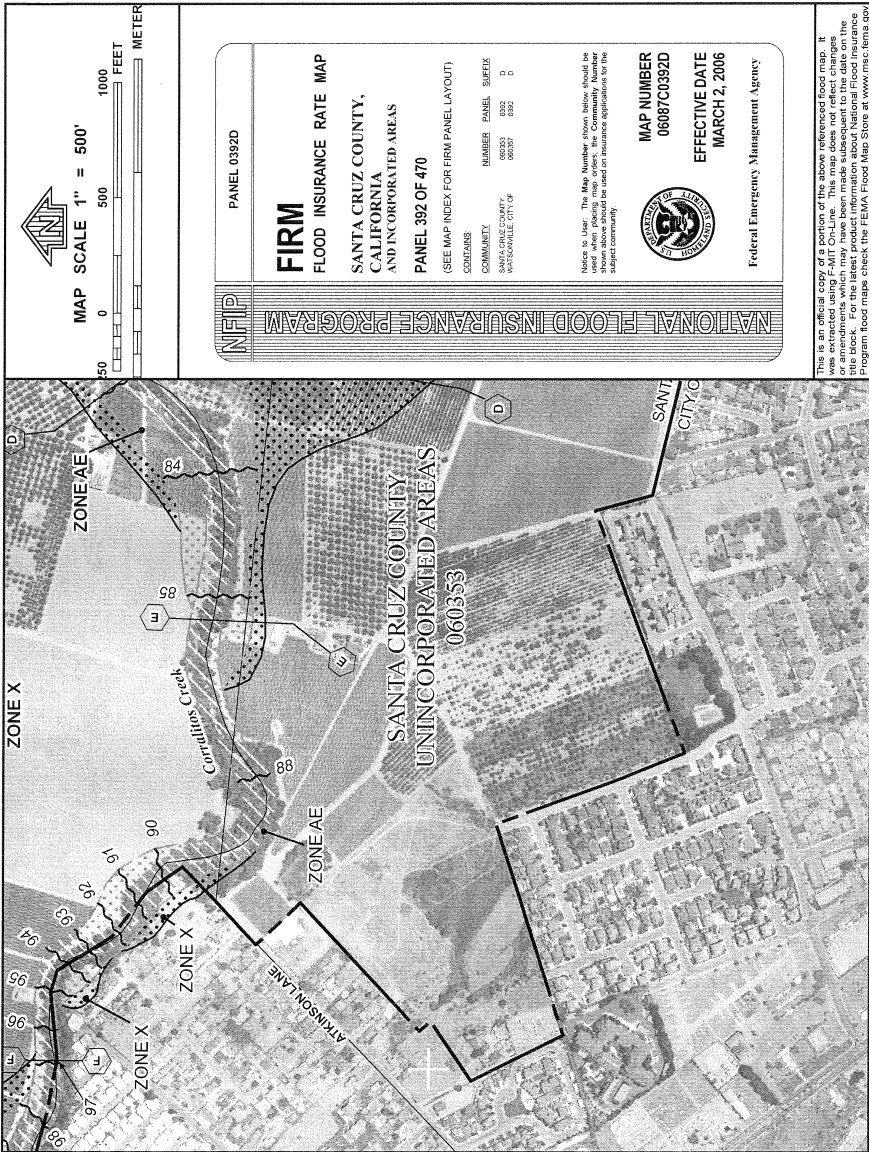 MAP SCALE 1" = 500'
250 0 500 1000
FEET
METER
PANEL 0392D
FIRM
FLOOD INSURANCE RATE MAP
SANTA CRUZ COUNTY,
CALIFORNIA
AND INCORPORATED AREAS
PANEL 392 OF 470
(SEE MAP INDEX FOR FIRM PANEL LAYOUT)
CONTAINS:
COMMUNITY NUMBER PANEL SUFFIX
SANTA CRUZ COUNTY 060353 0392 D
WATSONVILLE, CITY OF 060357 0392 D
Notice to User: The Map Number shown below should be
used when placing map orders; the Community Number
shown above should be used on insurance applications for the
subject community.
MAP NUMBER
06087C0392D
EFFECTIVE DATE
MARCH 2, 2006
U.S. DEPARTMENT OF HOMELAND SECURITY
Federal Emergency Management Agency
NFIP
NATIONAL FLOOD INSURANCE PROGRAM
This is an official copy of a portion of the above referenced flood map. It
was extracted using F-MIT On-Line. This map does not reflect changes
or amendments which may have been made subsequent to the date on the
title block. For the latest product information about National Flood Insurance
Program flood maps check the FEMA Flood Map Store at www.msc.fema.gov
ZONE X
D
ZONE AE
84
85
E
E
D
Corralitos Creek
88
ZONE AE
90
91
92
93
94
95
96
97
98
F
F
ZONE X
ZONE X
ATKINSON LANE
SANTA CRUZ COUNTY
UNINCORPORATED AREAS
060353
SANT
CITY O